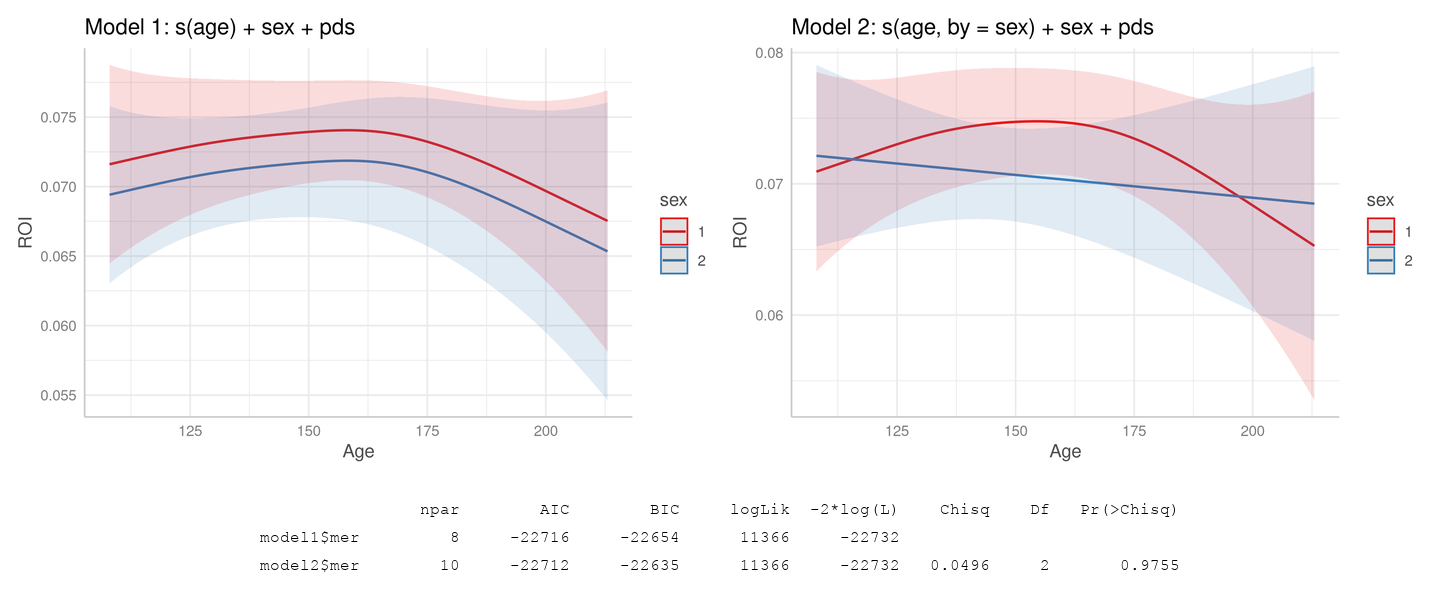 Model 1: s(age) + sex + pds
0.075
0.070
0.065
0.060
0.055
ROI
125 150 175 200
Age
sex
1
2
Model 2: s(age, by = sex) + sex + pds
0.08
0.07
0.06
ROI
125 150 175 200
Age
sex
1
2
npar AIC BIC logLik -2*log(L) Chisq Df Pr(>Chisq)
model1$mer 8 -22716 -22654 11366 -22732
model2$mer 10 -22712 -22635 11366 -22732 0.0496 2 0.9755